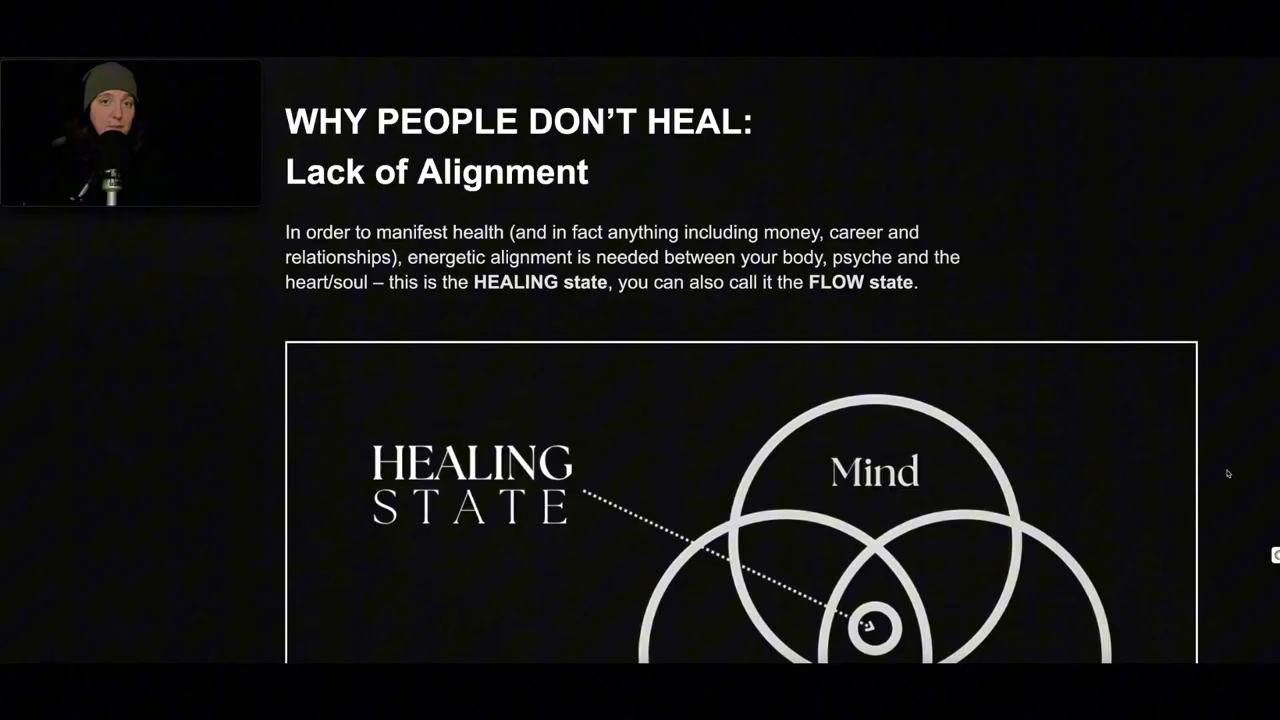 WHY PEOPLE DON’T HEAL:
Lack of Alignment
In order to manifest health (and in fact anything including money, career and
relationships), energetic alignment is needed between your body, psyche and the
heart/soul – this is the HEALING state, you can also call it the FLOW state.
HEALING
STATE
Mind